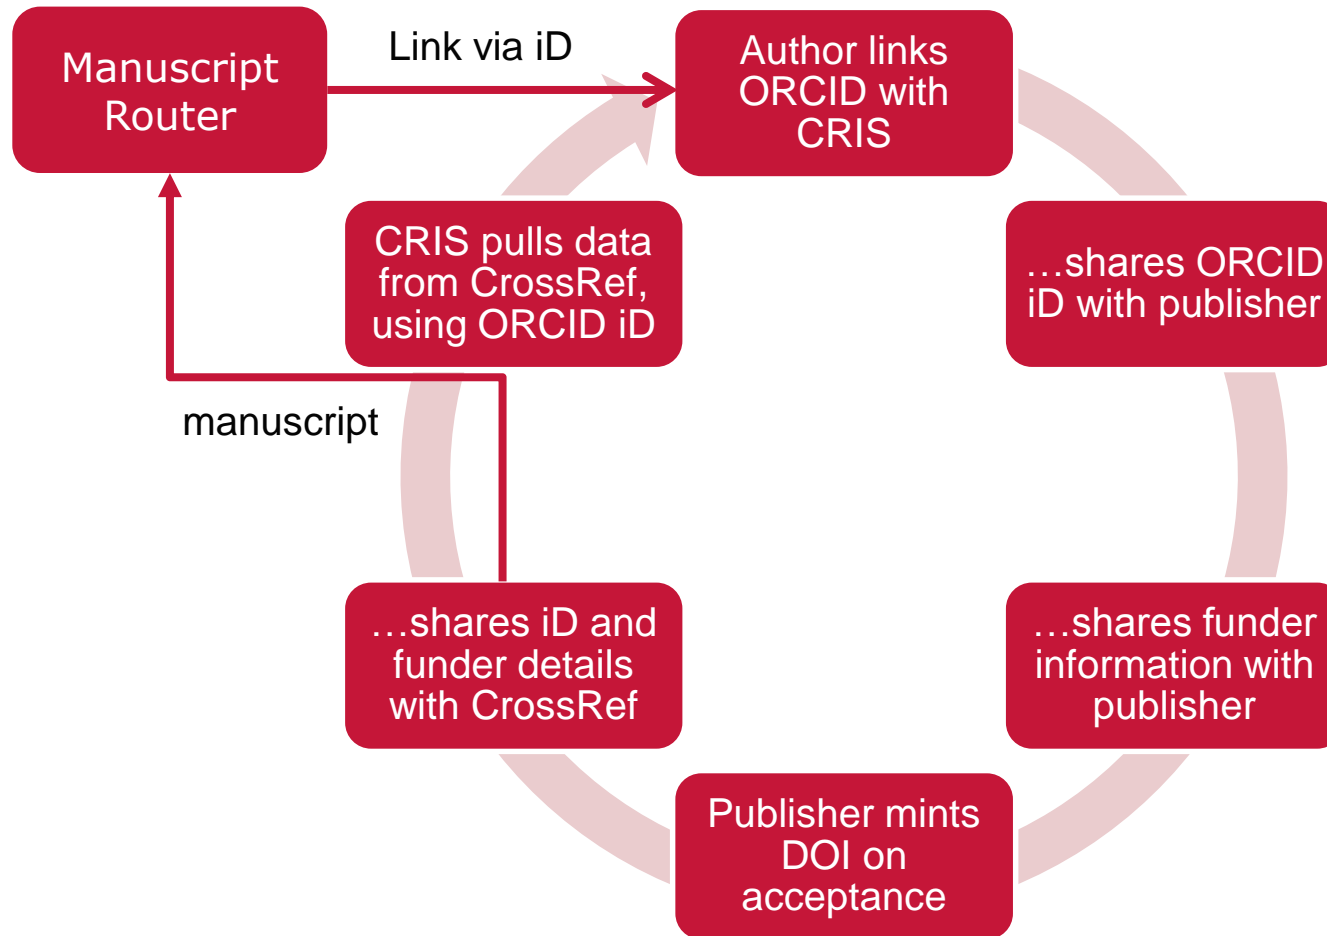 Manuscript
Router
Link via iD
Author links
ORCID with
CRIS
…shares ORCID
iD with publisher
…shares funder
information with
publisher
Publisher mints
DOI on
acceptance
…shares iD and
funder details
with CrossRef
CRIS pulls data
from CrossRef,
using ORCID iD
manuscript